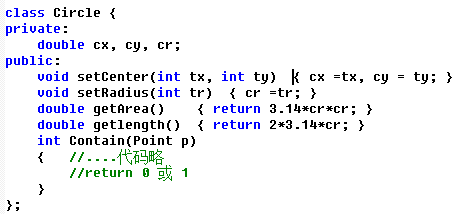 class Circle {
private:
    double cx, cy, cr;
public:
    void setCenter(int tx, int ty)  { cx =tx, cy = ty; }
    void setRadius(int tr)  { cr =tr; }
    double getArea()    { return 3.14*cr*cr; }
    double getlength()  { return 2*3.14*cr; }
    int Contain(Point p)
    {   //....代码略
        //return 0 或 1
    }
};